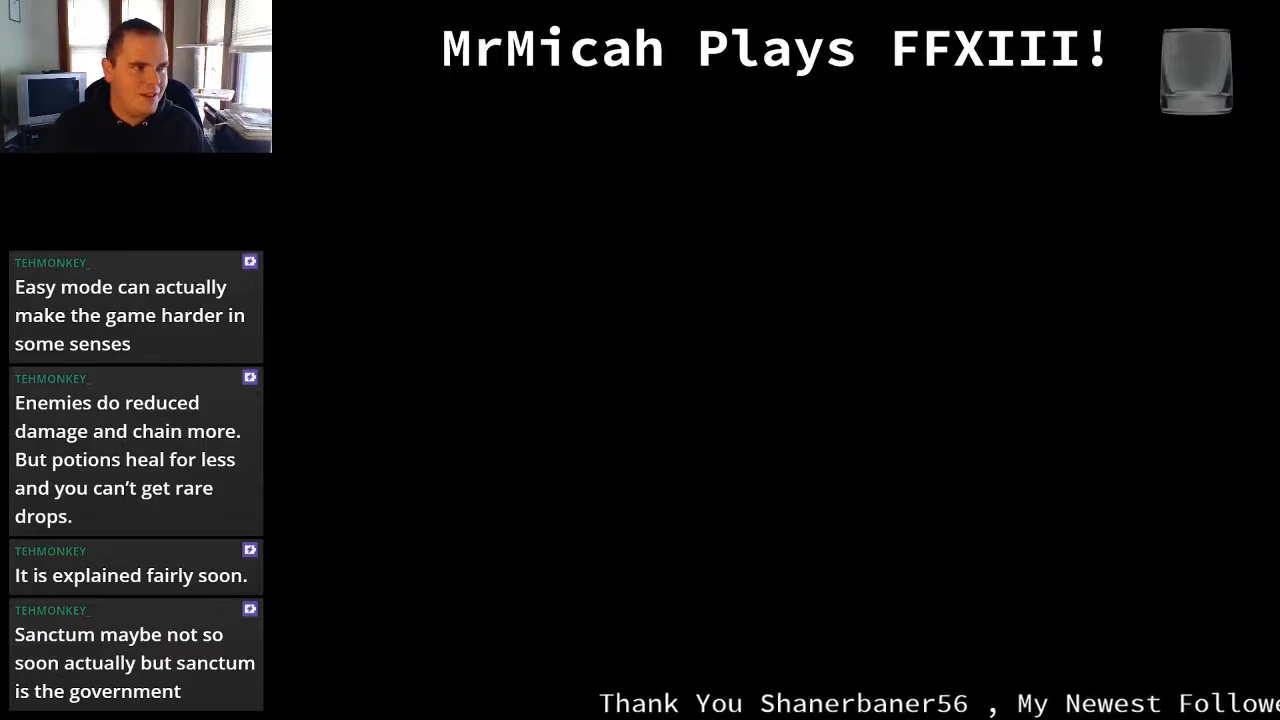 MrMicah Plays FFXIII!
TEHMONKEY_
Easy mode can actually
make the game harder in
some senses
TEHMONKEY_
Enemies do reduced
damage and chain more.
But potions heal for less
and you can't get rare
drops.
TEHMONKEY_
It is explained fairly soon.
TEHMONKEY_
Sanctum maybe not so
soon actually but sanctum
is the government
Thank You Shanerbaner56 , My Newest Followe